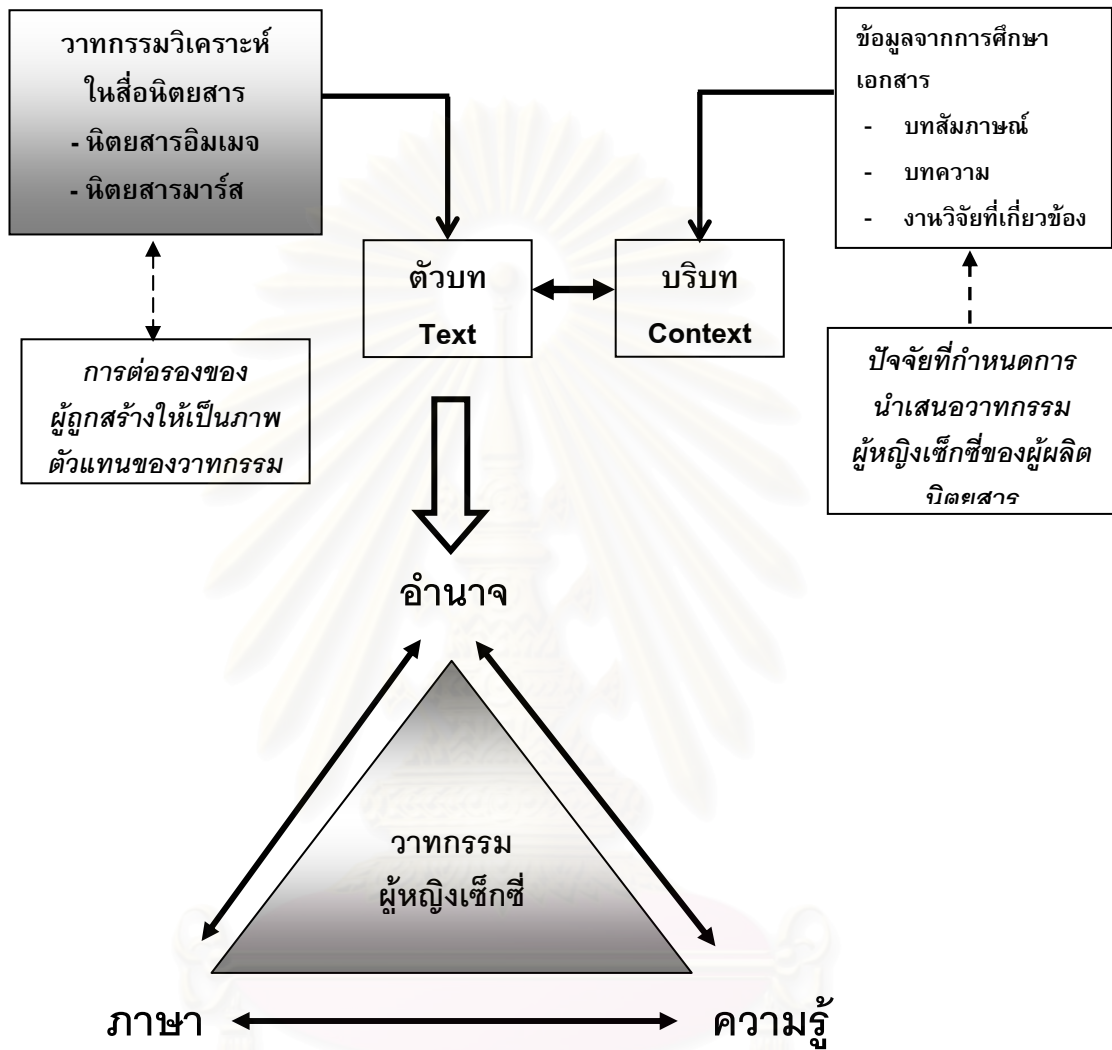 วาทกรรมวิเคราะห์
ในสื่อนิตยสาร
- นิตยสารอิมเมจ
- นิตยสารมาร์ส
ข้อมูลจากการศึกษา
เอกสาร
- บทสัมภาษณ์
- บทความ
- งานวิจัยที่เกี่ยวข้อง
ตัวบท
Text
บริบท
Context
การต่อรองของ
ผู้ถูกสร้างให้เป็นภาพ
ตัวแทนของวาทกรรม
ปัจจัยที่กำหนดการ
นำเสนอวาทกรรม
ผู้หญิงเซ็กซี่ของผู้ผลิต
นิตยสาร
อำนาจ
วาทกรรม
ผู้หญิงเซ็กซี่
ภาษา
ความรู้